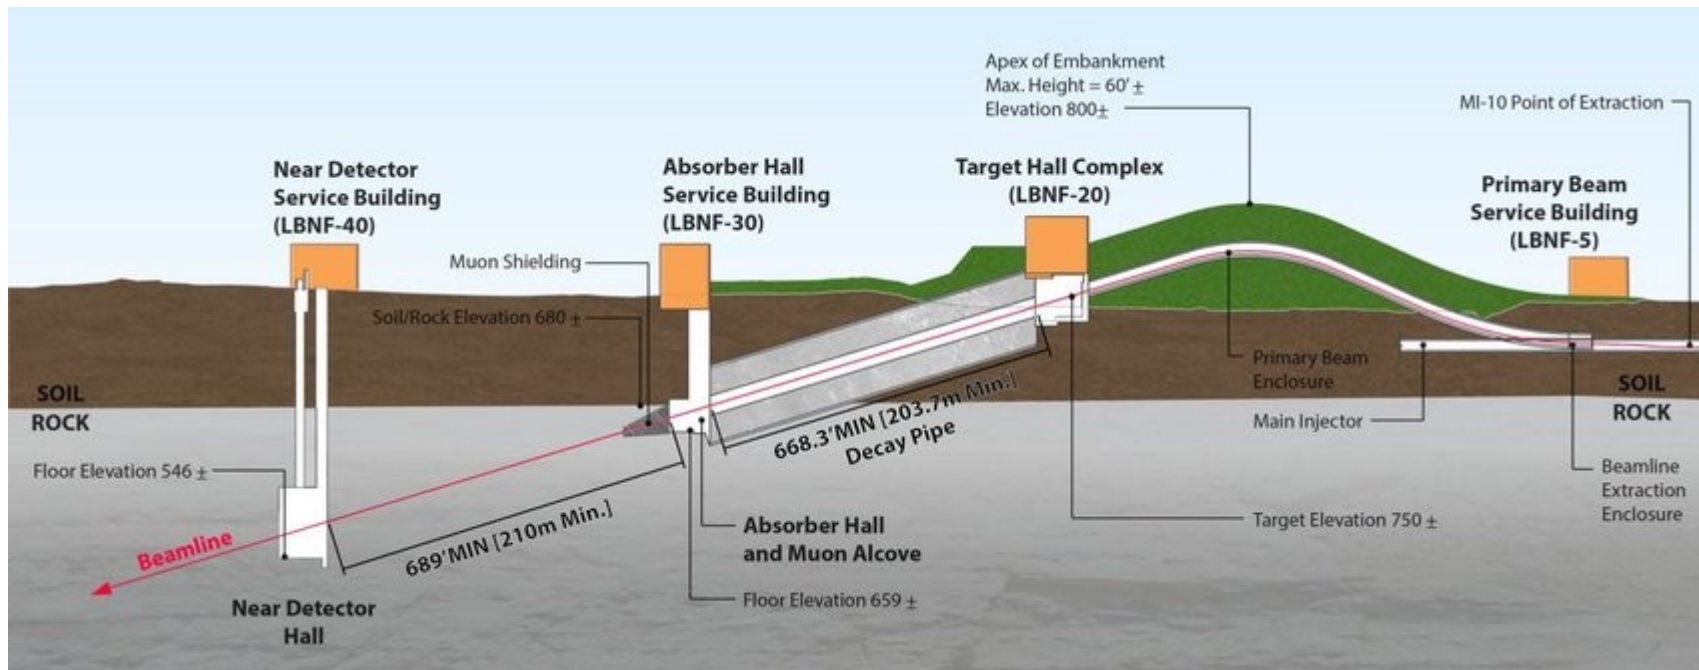 Apex of Embankment
Max. Height = 60' ±
Elevation 800±
MI-10 Point of Extraction
Near Detector
Service Building
(LBNF-40)
Absorber Hall
Service Building
(LBNF-30)
Target Hall Complex
(LBNF-20)
Primary Beam
Service Building
(LBNF-5)
Muon Shielding
Soil/Rock Elevation 680 ±
SOIL
ROCK
Primary Beam
Enclosure
SOIL
ROCK
668.3'MIN [203.7m Min.]
Decay Pipe
Main Injector
Floor Elevation 546 ±
Beamline
Extraction
Enclosure
689'MIN [210m Min.]
Absorber Hall
and Muon Alcove
Target Elevation 750 ±
Beamline
Near Detector
Hall
Floor Elevation 659 ±